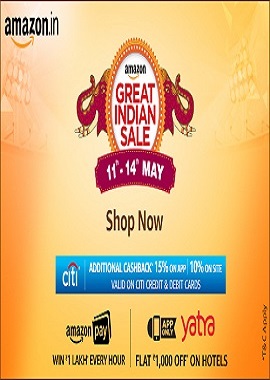 amazon.in
amazon
GREAT
INDIAN
SALE
11th - 14th MAY
Shop Now
citi ADDITIONAL CASHBACK* 15% ON APP | 10% ON SITE
VALID ON CITI CREDIT & DEBIT CARDS
amazon pay
WIN ₹1 LAKH* EVERY HOUR
APP ONLY yatra
FLAT ₹1,000 OFF* ON HOTELS
*T&C Apply